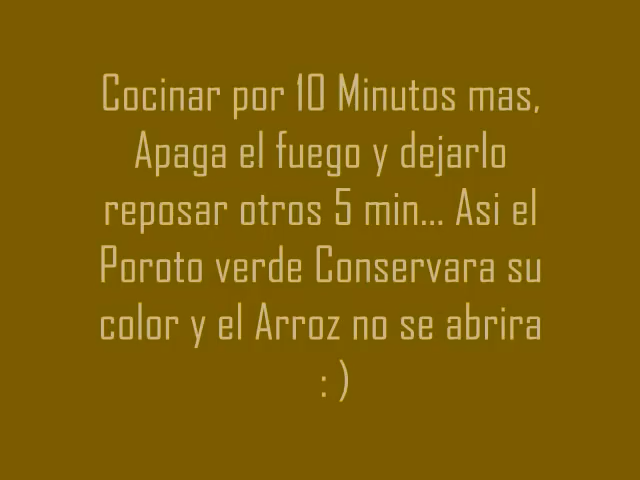 Cocinar por 10 Minutos mas,
Apaga el fuego y dejarlo
reposar otros 5 min... Asi el
Poroto verde Conservara su
color y el Arroz no se abrira
: )